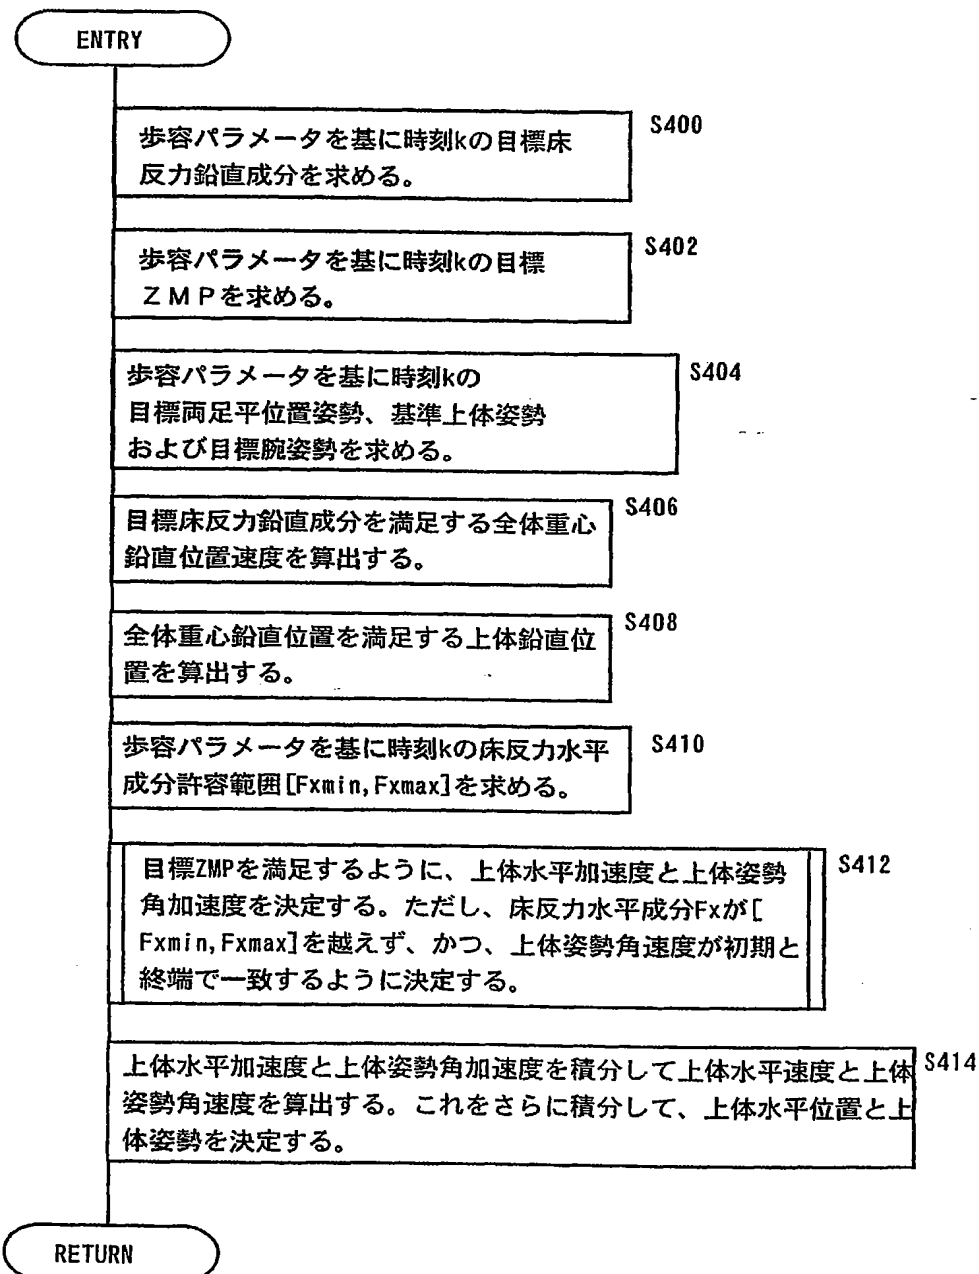 ENTRY
S400
歩容パラメータを基に時刻kの目標床
反力鉛直成分を求める。
S402
歩容パラメータを基に時刻kの目標
ZMPを求める。
S404
歩容パラメータを基に時刻kの
目標両足平位置姿勢、基準上体姿勢
および目標腕姿勢を求める。
S406
目標床反力鉛直成分を満足する全体重心
鉛直位置速度を算出する。
S408
全体重心鉛直位置を満足する上体鉛直位
置を算出する。
S410
歩容パラメータを基に時刻kの床反力水平
成分許容範囲[Fxmin,Fxmax]を求める。
S412
目標ZMPを満足するように、上体水平加速度と上体姿勢
角加速度を決定する。ただし、床反力水平成分Fxが[
Fxmin,Fxmax]を越えず、かつ、上体姿勢角速度が初期と
終端で一致するように決定する。
S414
上体水平加速度と上体姿勢角加速度を積分して上体水平速度と上体
姿勢角速度を算出する。これをさらに積分して、上体水平位置と上
体姿勢を決定する。
RETURN